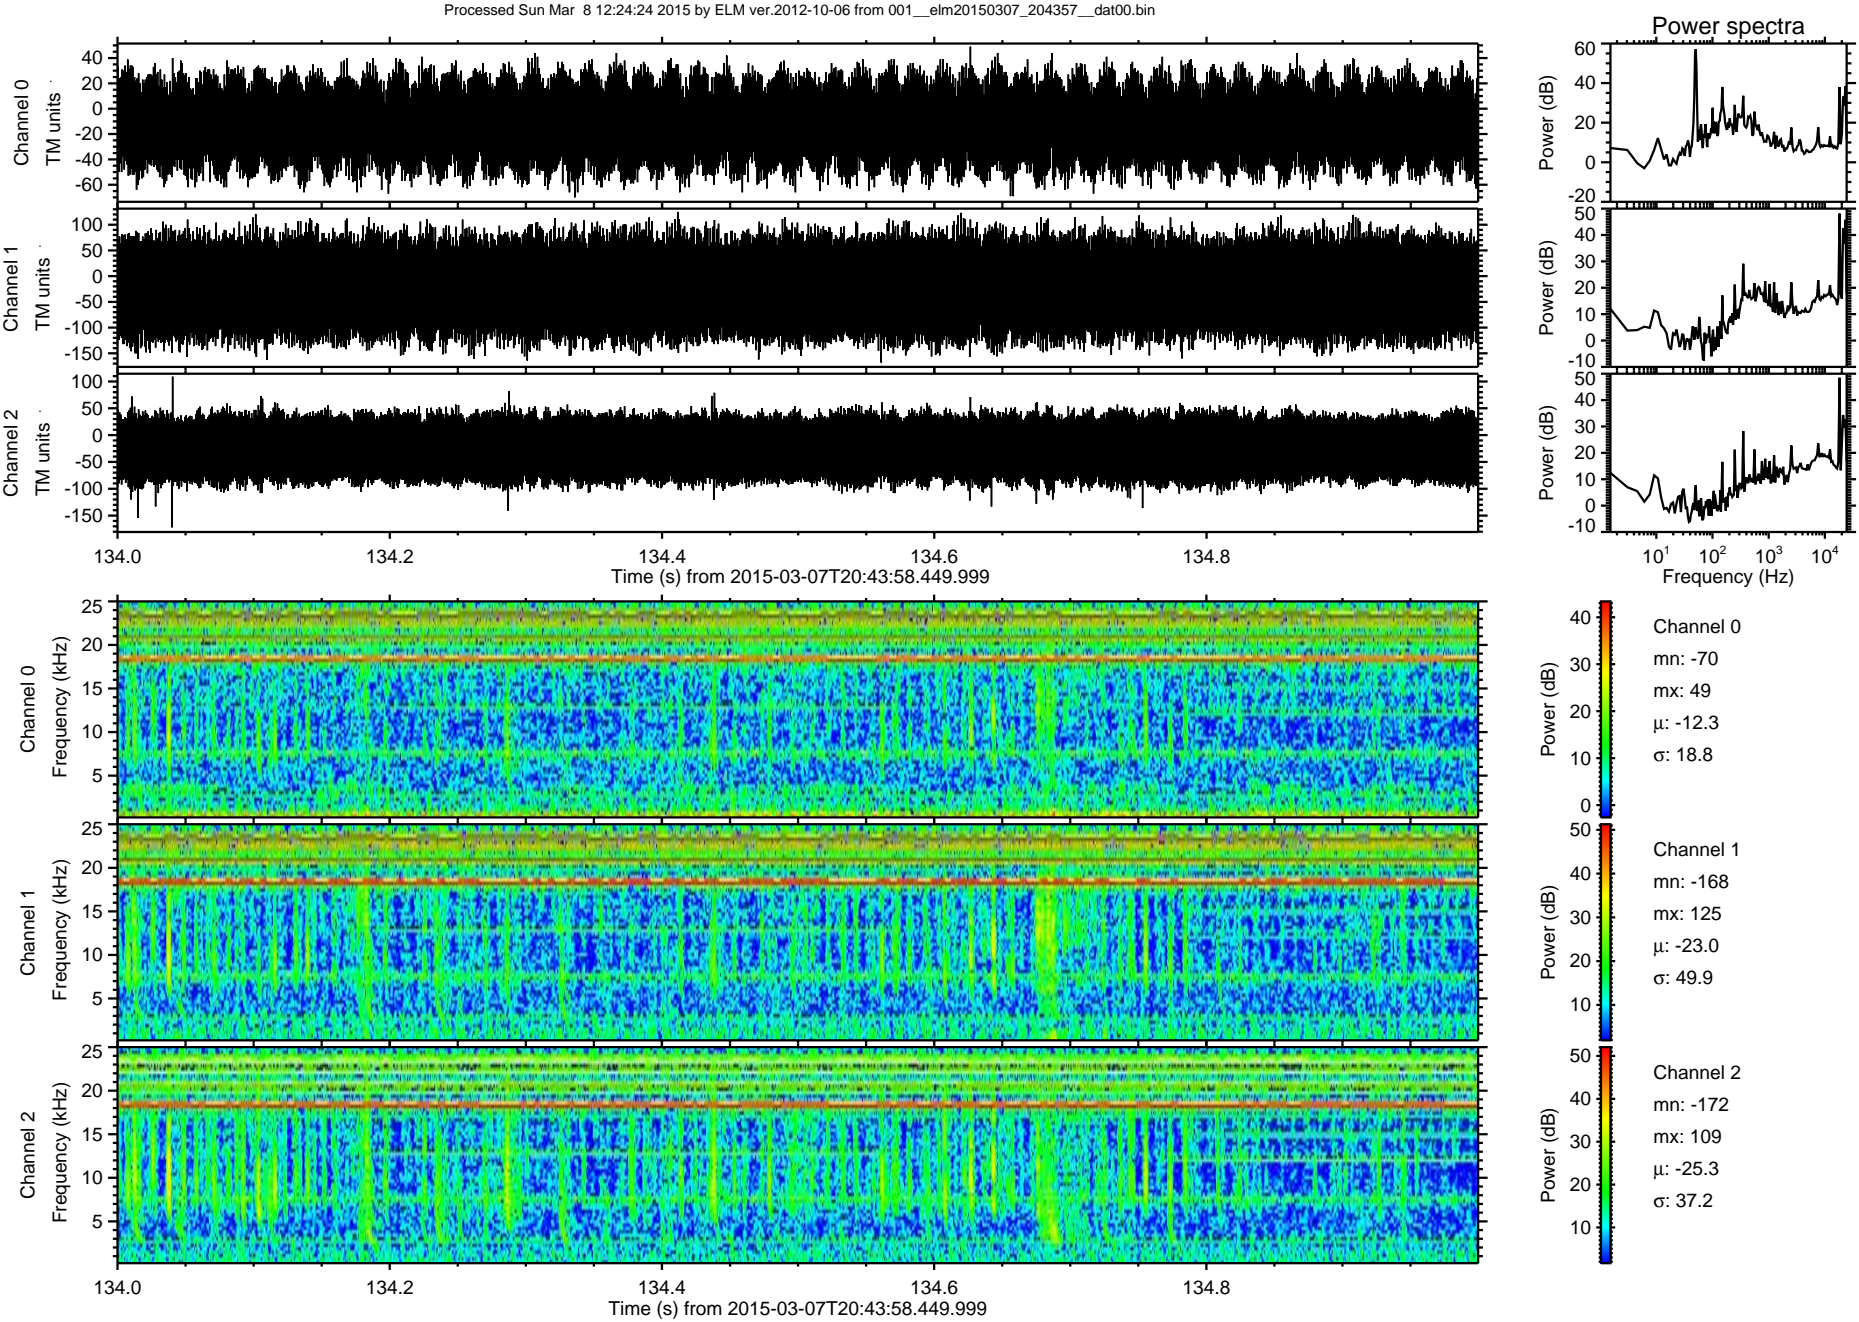 Processed Sun Mar  8 12:24:24 2015 by ELM ver.2012-10-06 from 001__elm20150307_204357__dat00.bin
Power spectra
Channel 0
TM units
40
20
0
-20
-40
-60
Power (dB)
60
40
20
0
-20
Channel 1
TM units
100
50
0
-50
-100
-150
Power (dB)
50
40
30
20
10
0
-10
Channel 2
TM units
100
50
0
-50
-100
-150
Power (dB)
50
40
30
20
10
0
-10
134.0 134.2 134.4 134.6 134.8
Time (s) from 2015-03-07T20:43:58.449.999
10^1 10^2 10^3 10^4
Frequency (Hz)
Channel 0
Frequency (kHz)
25
20
15
10
5
Power (dB)
40
30
20
10
0
Channel 0
mn: -70
mx: 49
μ: -12.3
σ: 18.8
Channel 1
Frequency (kHz)
25
20
15
10
5
Power (dB)
50
40
30
20
10
Channel 1
mn: -168
mx: 125
μ: -23.0
σ: 49.9
Channel 2
Frequency (kHz)
25
20
15
10
5
Power (dB)
50
40
30
20
10
Channel 2
mn: -172
mx: 109
μ: -25.3
σ: 37.2
134.0 134.2 134.4 134.6 134.8
Time (s) from 2015-03-07T20:43:58.449.999